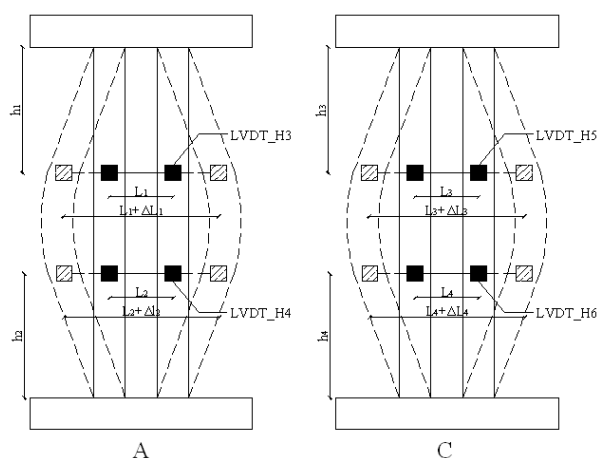 h1
LVDT_H3
L1
L1+ΔL1
L2
L2+Δl2
LVDT_H4
h2
A
h3
LVDT_H5
L3
L3+ΔL3
L4
L4+ΔL4
LVDT_H6
h4
C